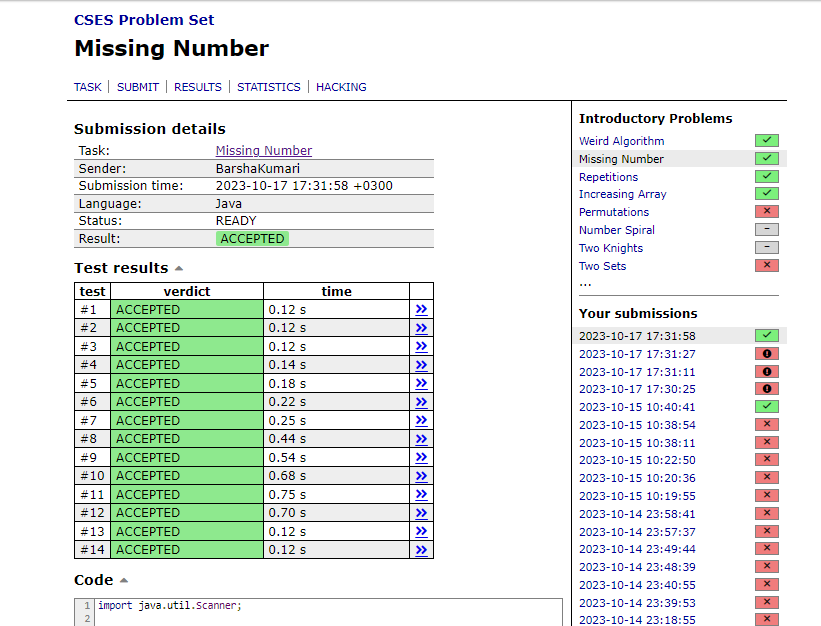 CSES Problem Set
Missing Number
TASK | SUBMIT | RESULTS | STATISTICS | HACKING
Submission details
Task: Missing Number
Sender: BarshaKumari
Submission time: 2023-10-17 17:31:58 +0300
Language: Java
Status: READY
Result: ACCEPTED
Test results
test verdict time
#1 ACCEPTED 0.12 s »
#2 ACCEPTED 0.12 s »
#3 ACCEPTED 0.12 s »
#4 ACCEPTED 0.14 s »
#5 ACCEPTED 0.18 s »
#6 ACCEPTED 0.22 s »
#7 ACCEPTED 0.25 s »
#8 ACCEPTED 0.44 s »
#9 ACCEPTED 0.54 s »
#10 ACCEPTED 0.68 s »
#11 ACCEPTED 0.75 s »
#12 ACCEPTED 0.70 s »
#13 ACCEPTED 0.12 s »
#14 ACCEPTED 0.12 s »
Code
1 import java.util.Scanner;
2
Introductory Problems
Weird Algorithm
Missing Number
Repetitions
Increasing Array
Permutations
Number Spiral
Two Knights
Two Sets
...
Your submissions
2023-10-17 17:31:58
2023-10-17 17:31:27
2023-10-17 17:31:11
2023-10-17 17:30:25
2023-10-15 10:40:41
2023-10-15 10:38:54
2023-10-15 10:38:11
2023-10-15 10:22:50
2023-10-15 10:20:36
2023-10-15 10:19:55
2023-10-14 23:58:41
2023-10-14 23:57:37
2023-10-14 23:49:44
2023-10-14 23:48:39
2023-10-14 23:40:55
2023-10-14 23:39:53
2023-10-14 23:18:55